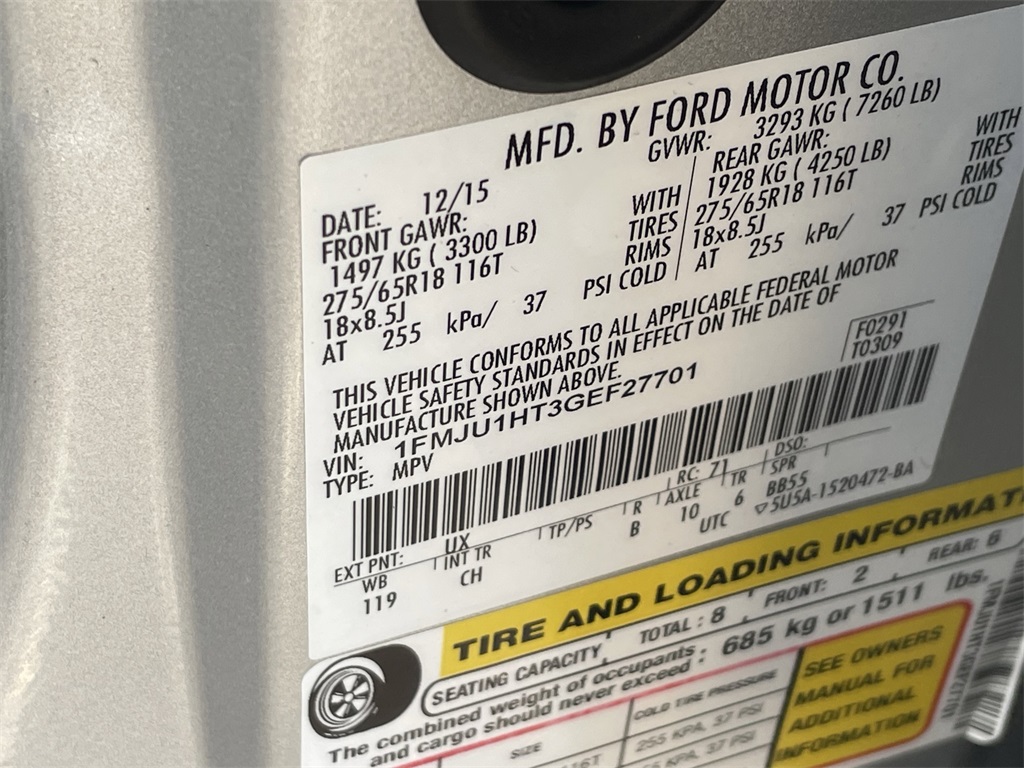 MFD. BY FORD MOTOR CO.
DATE: 12/15 GVWR: 3293 KG ( 7260 LB)
FRONT GAWR: REAR GAWR:
1497 KG ( 3300 LB) WITH 1928 KG ( 4250 LB) WITH
275/65R18 116T TIRES 275/65R18 116T TIRES
18x8.5J RIMS 18x8.5J RIMS
AT 255 kPa/ 37 PSI COLD AT 255 kPa/ 37 PSI COLD
THIS VEHICLE CONFORMS TO ALL APPLICABLE FEDERAL MOTOR
VEHICLE SAFETY STANDARDS IN EFFECT ON THE DATE OF
MANUFACTURE SHOWN ABOVE.
F0291
T0309
VIN: 1FMJU1HT3GEF27701
TYPE: MPV
EXT PNT: UX RC: 71 DSO:
WB INT TR TP/PS R AXLE TR SPR
119 CH B 10 6 BB55
UTC ▽5U5A-1520472-BA
TIRE AND LOADING INFORMAT
SEATING CAPACITY, TOTAL : 8 FRONT: 2 REAR: 6
The combined weight of occupants : 685 kg or 1511 lbs.
and cargo should never exceed
SIZE
COLD TIRE PRESSURE
255 KPA, 37 PSI
KPA, 37 PSI
SEE OWNERS
MANUAL FOR
ADDITIONAL
INFORMATION